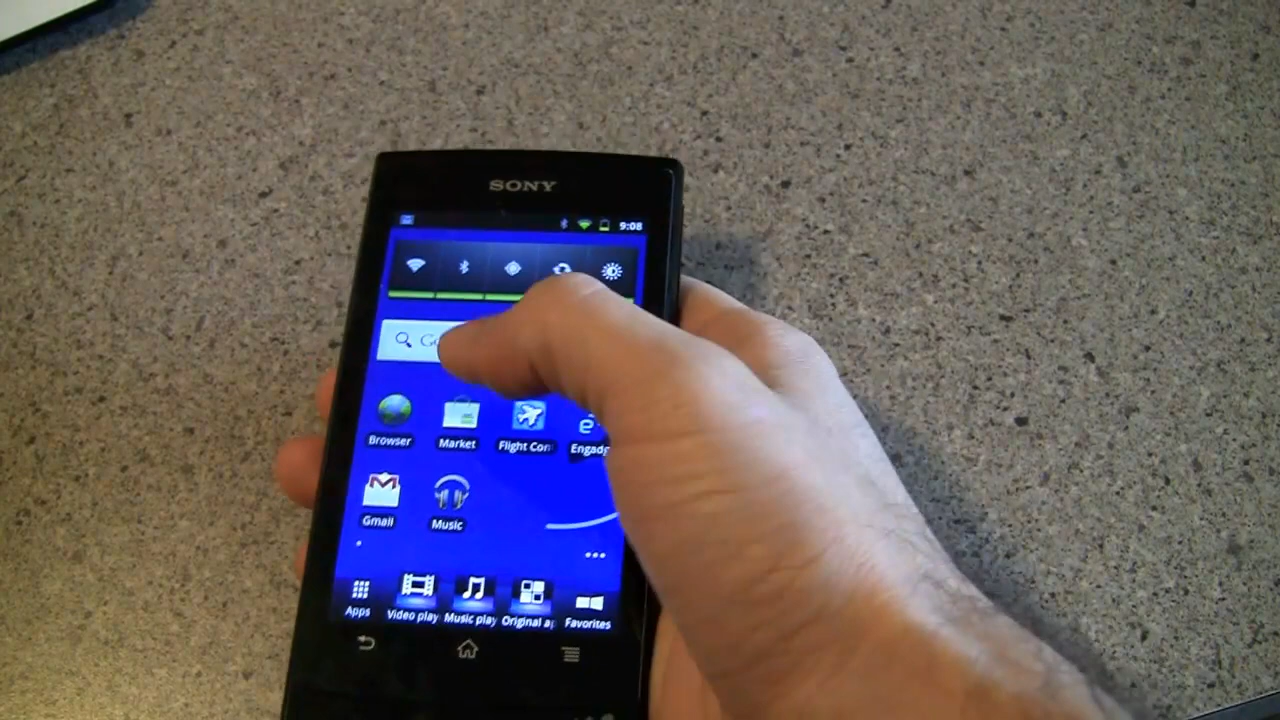 SONY
9:08
Browser
Market
Flight Con
Engadg
Gmail
Music
Apps
Video play
Music play
Original a
Favorites